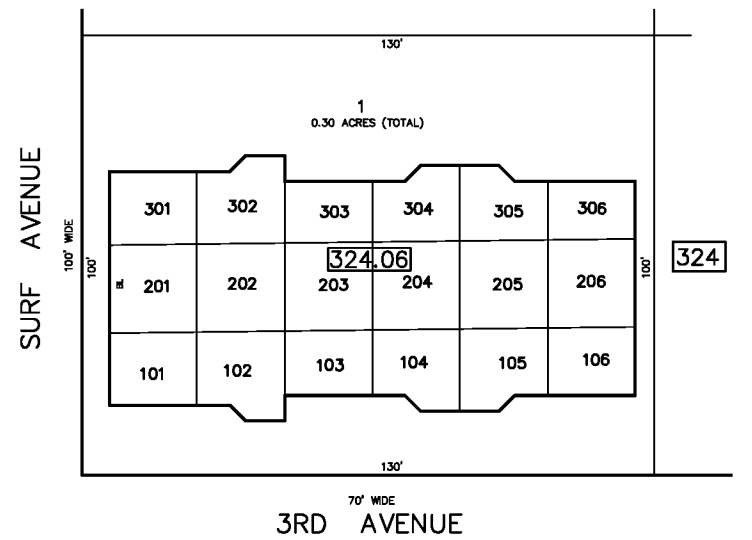 130'
1
0.30 ACRES (TOTAL)
301 302 303 304 305 306
SURF AVENUE
100' WIDE
100'
324.06
100'
324
BL
201 202 203 204 205 206
101 102 103 104 105 106
130'
70' WIDE
3RD AVENUE